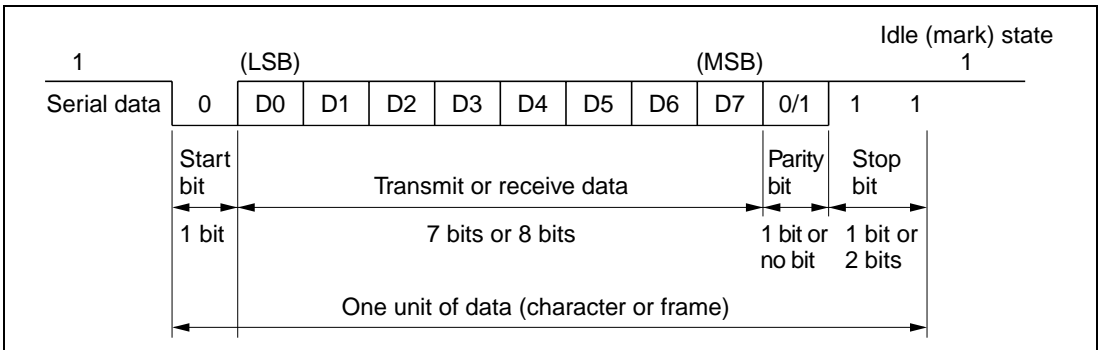 Idle (mark) state
1 (LSB) (MSB) 1
Serial data 0 D0 D1 D2 D3 D4 D5 D6 D7 0/1 1 1
Start bit
Transmit or receive data
Parity bit
Stop bit
1 bit
7 bits or 8 bits
1 bit or no bit
1 bit or 2 bits
One unit of data (character or frame)